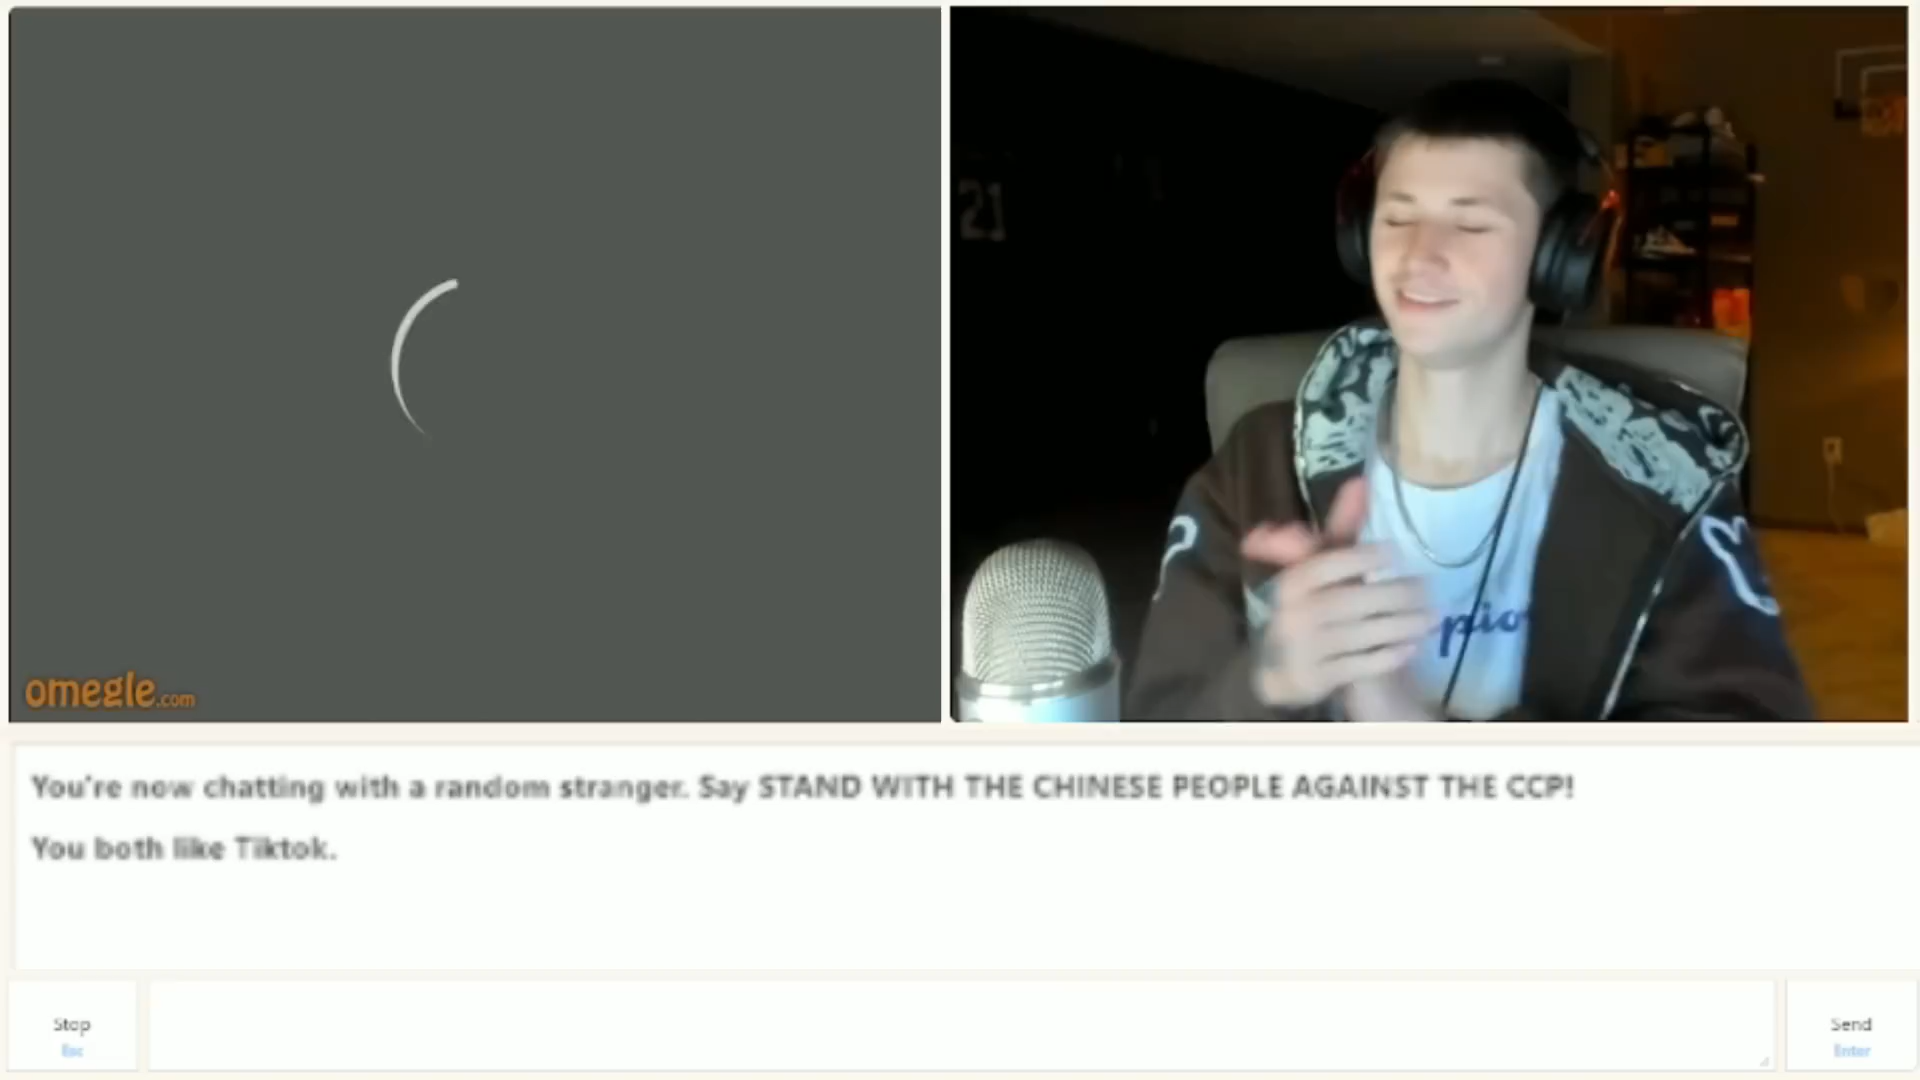 21
omegle.com
pio
You're now chatting with a random stranger. Say STAND WITH THE CHINESE PEOPLE AGAINST THE CCP!
You both like Tiktok.
Stop
Esc
Send
Enter